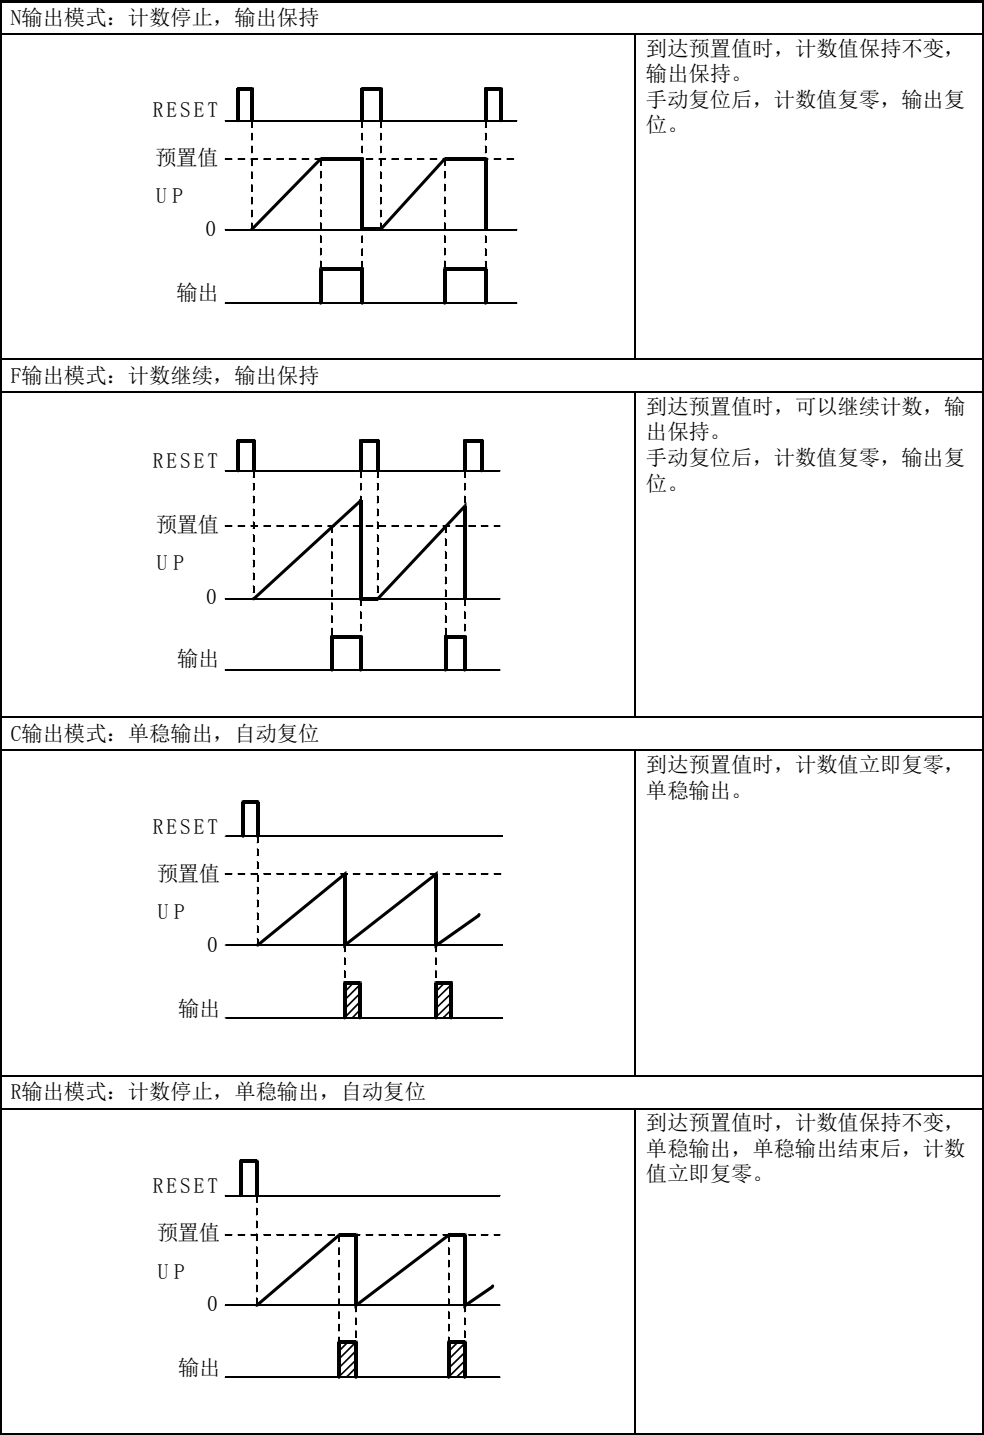 N输出模式：计数停止，输出保持
到达预置值时，计数值保持不变，
输出保持。
手动复位后，计数值复零，输出复
位。
RESET
预置值
UP
0
输出
F输出模式：计数继续，输出保持
到达预置值时，可以继续计数，输
出保持。
手动复位后，计数值复零，输出复
位。
RESET
预置值
UP
0
输出
C输出模式：单稳输出，自动复位
到达预置值时，计数值立即复零，
单稳输出。
RESET
预置值
UP
0
输出
R输出模式：计数停止，单稳输出，自动复位
到达预置值时，计数值保持不变，
单稳输出，单稳输出结束后，计数
值立即复零。
RESET
预置值
UP
0
输出